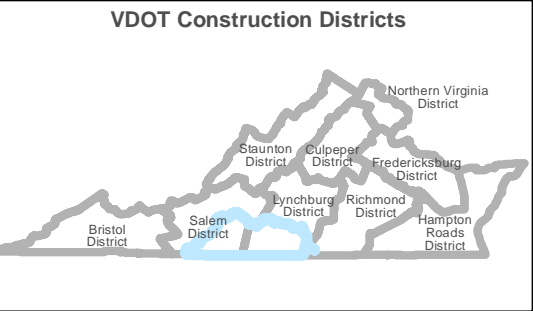 VDOT Construction Districts
Northern Virginia
District
Staunton
District
Culpeper
District
Fredericksburg
District
Lynchburg
District
Richmond
District
Salem
District
Bristol
District
Hampton
Roads
District